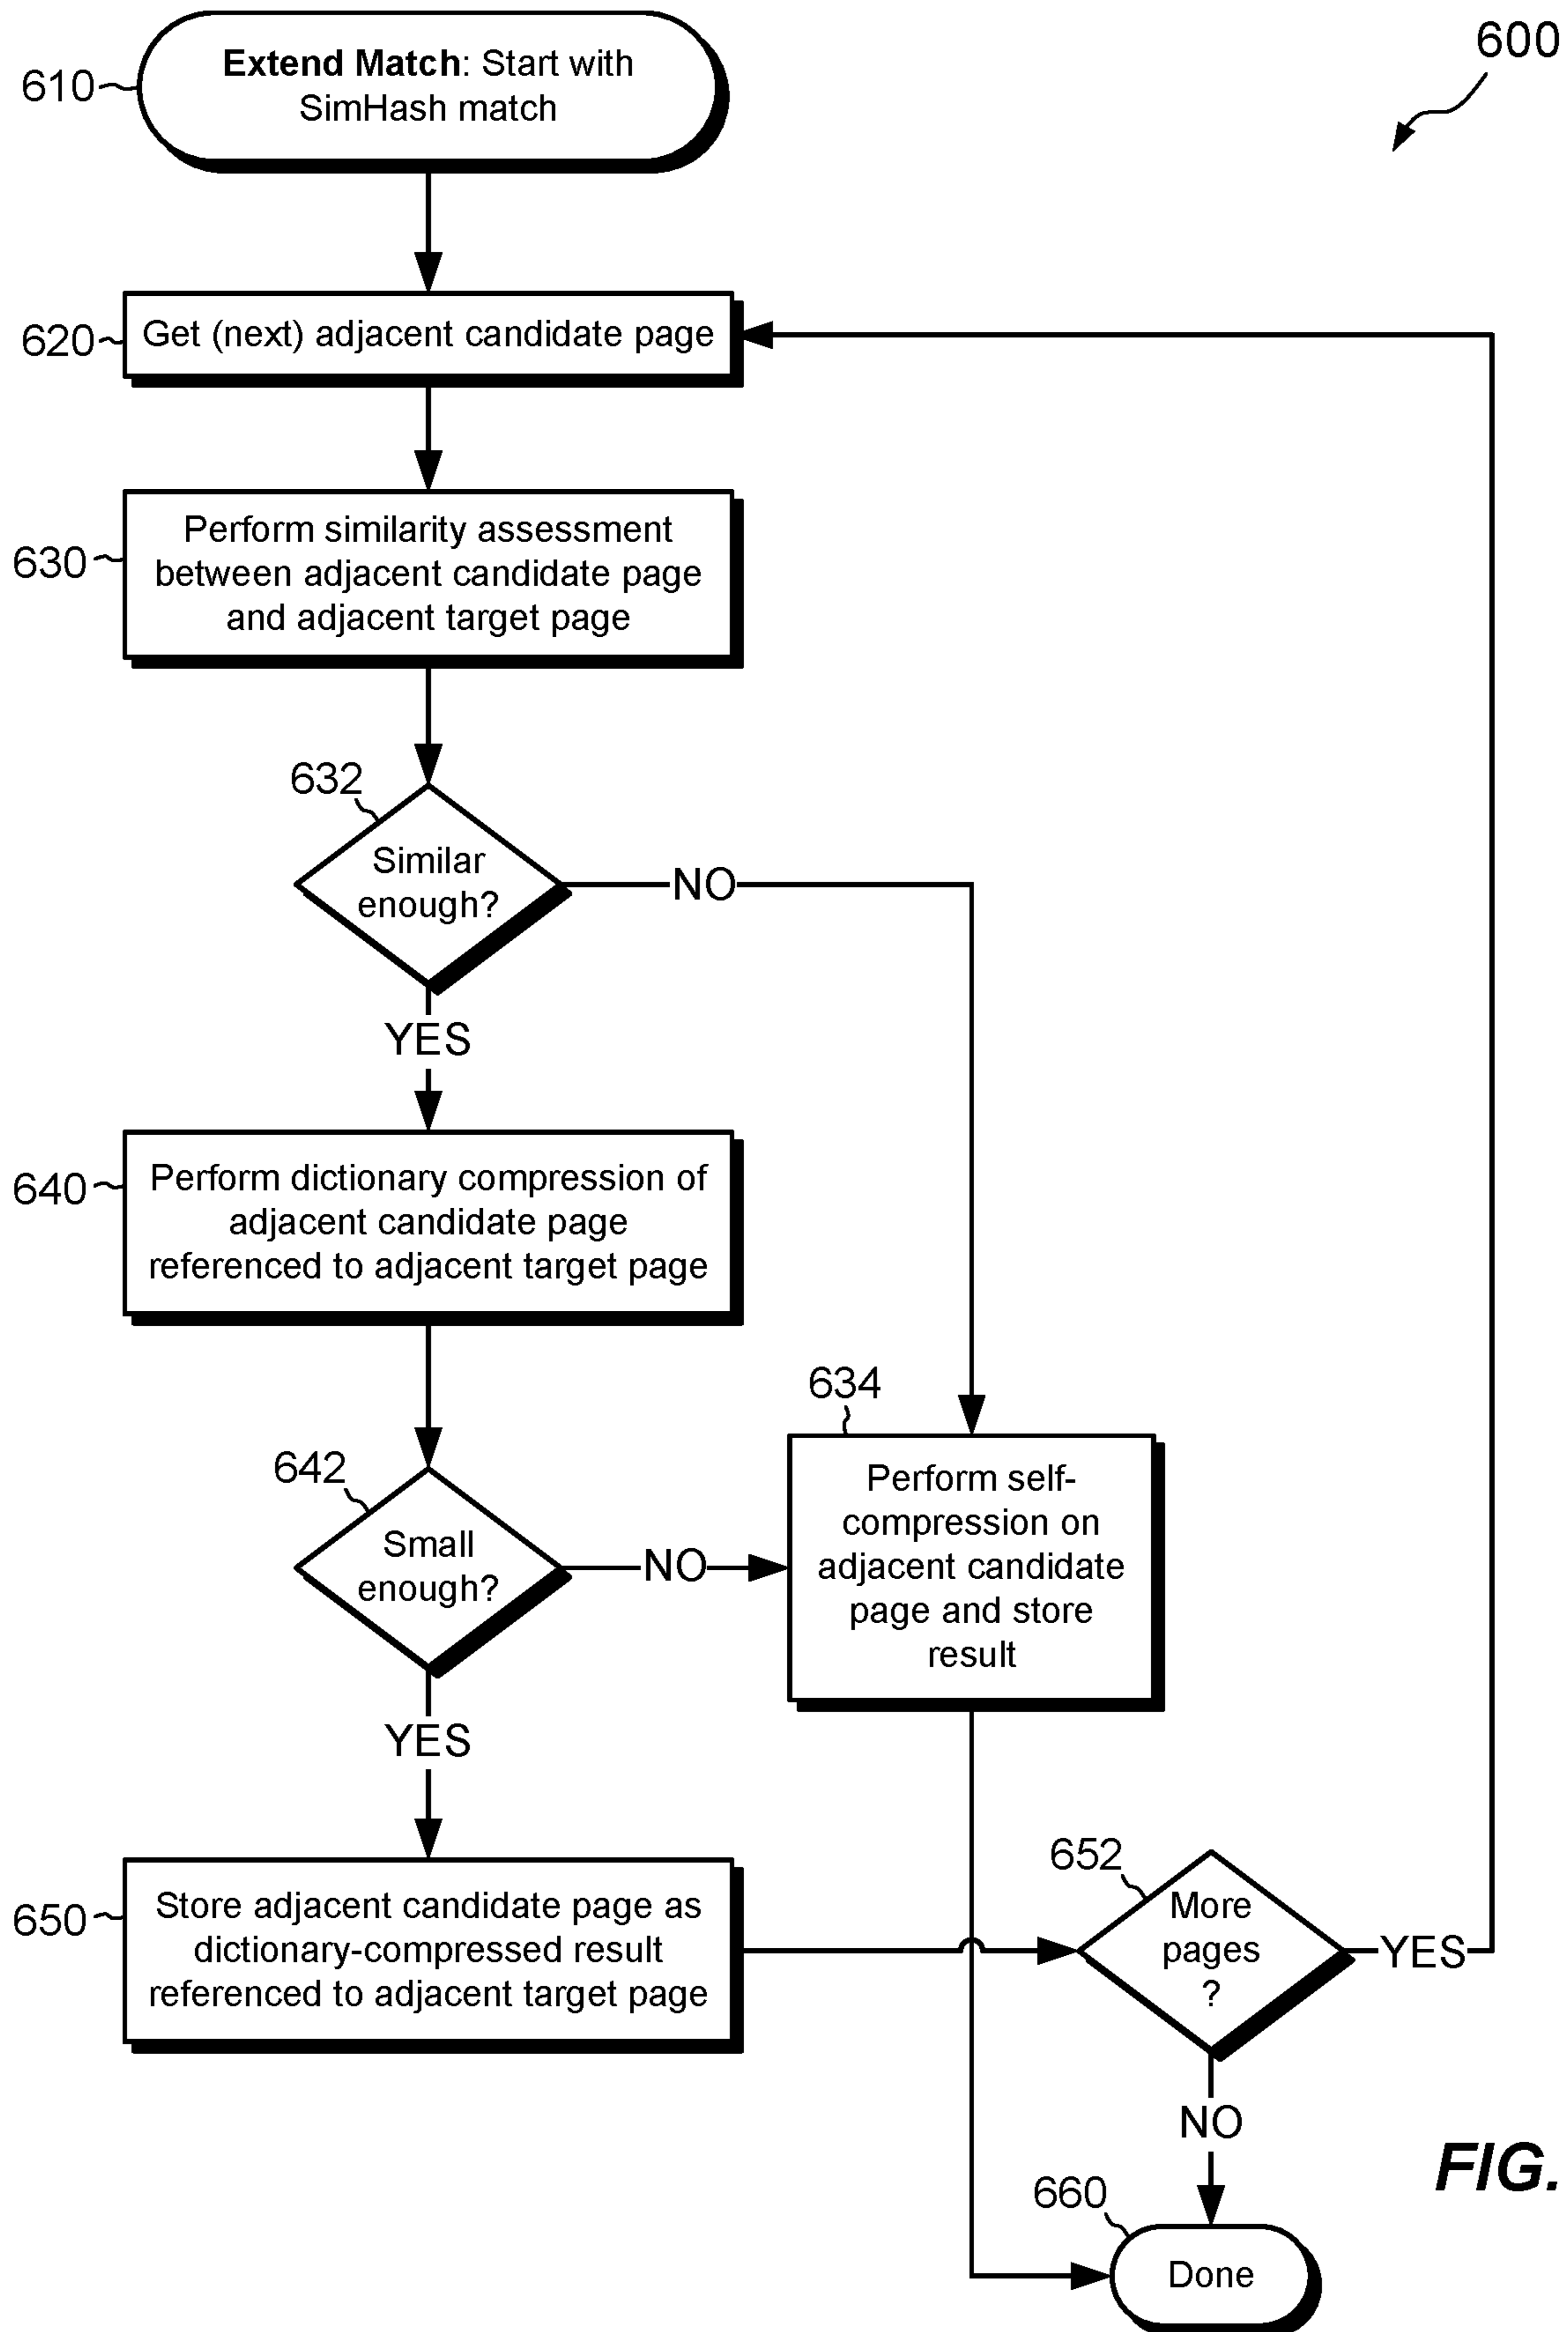 600
610
Extend Match: Start with
SimHash match
620
Get (next) adjacent candidate page
630
Perform similarity assessment
between adjacent candidate page
and adjacent target page
632
Similar
enough?
NO
YES
640
Perform dictionary compression of
adjacent candidate page
referenced to adjacent target page
634
Perform self-
compression on
adjacent candidate
page and store
result
642
Small
enough?
NO
YES
650
Store adjacent candidate page as
dictionary-compressed result
referenced to adjacent target page
652
More
pages
?
YES
NO
FIG.
660
Done